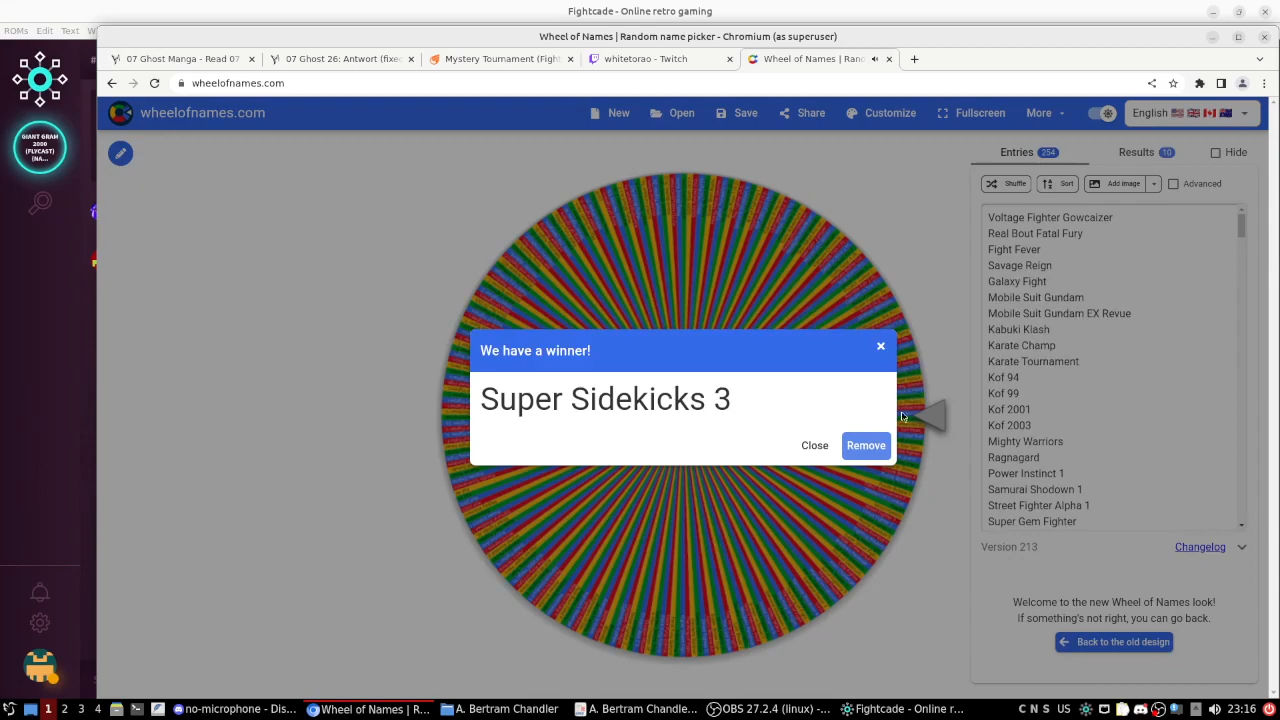 Fightcade - Online retro gaming
ROMs Edit Text W
Wheel of Names | Random name picker - Chromium (as superuser)
07 Ghost Manga - Read 07
07 Ghost 26: Antwort (fixed
Mystery Tournament (Fight
whitetorao - Twitch
Wheel of Names | Rand
wheelofnames.com
wheelofnames.com
New
Open
Save
Share
Customize
Fullscreen
More
English
GIANT GRAM
2000
(FLYCAST)
[NA...
Entries 254
Results 10
Hide
Shuffle
Sort
Add image
Advanced
Voltage Fighter Gowcaizer
Real Bout Fatal Fury
Fight Fever
Savage Reign
Galaxy Fight
Mobile Suit Gundam
Mobile Suit Gundam EX Revue
Kabuki Klash
Karate Champ
Karate Tournament
Kof 94
Kof 99
Kof 2001
Kof 2003
Mighty Warriors
Ragnagard
Power Instinct 1
Samurai Shodown 1
Street Fighter Alpha 1
Super Gem Fighter
We have a winner!
Super Sidekicks 3
Close
Remove
Version 213
Changelog
Welcome to the new Wheel of Names look!
If something's not right, you can go back.
Back to the old design
1 2 3 4
no-microphone - Dis...
Wheel of Names | R...
A. Bertram Chandler
A. Bertram Chandle...
OBS 27.2.4 (linux) -...
Fightcade - Online r...
C N S US
23:16